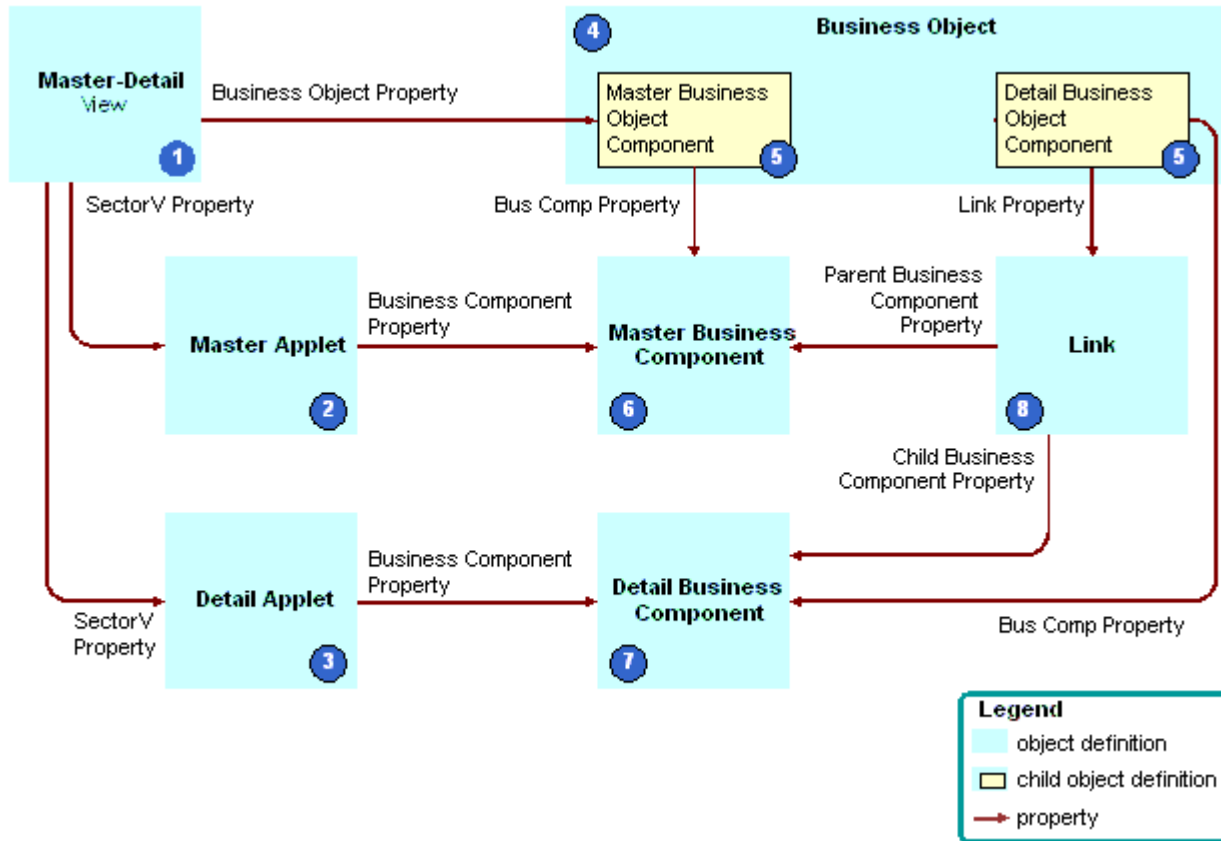 Business Object
4
Master-Detail
View
1
Business Object Property
Master Business
Object
Component
5
Detail Business
Object
Component
5
SectorV Property
Bus Comp Property
Link Property
Master Applet
2
Business Component
Property
Master Business
Component
6
Parent Business
Component
Property
Link
8
Child Business
Component Property
Detail Applet
3
SectorV
Property
Business Component
Property
Detail Business
Component
7
Bus Comp Property
Legend
object definition
child object definition
property